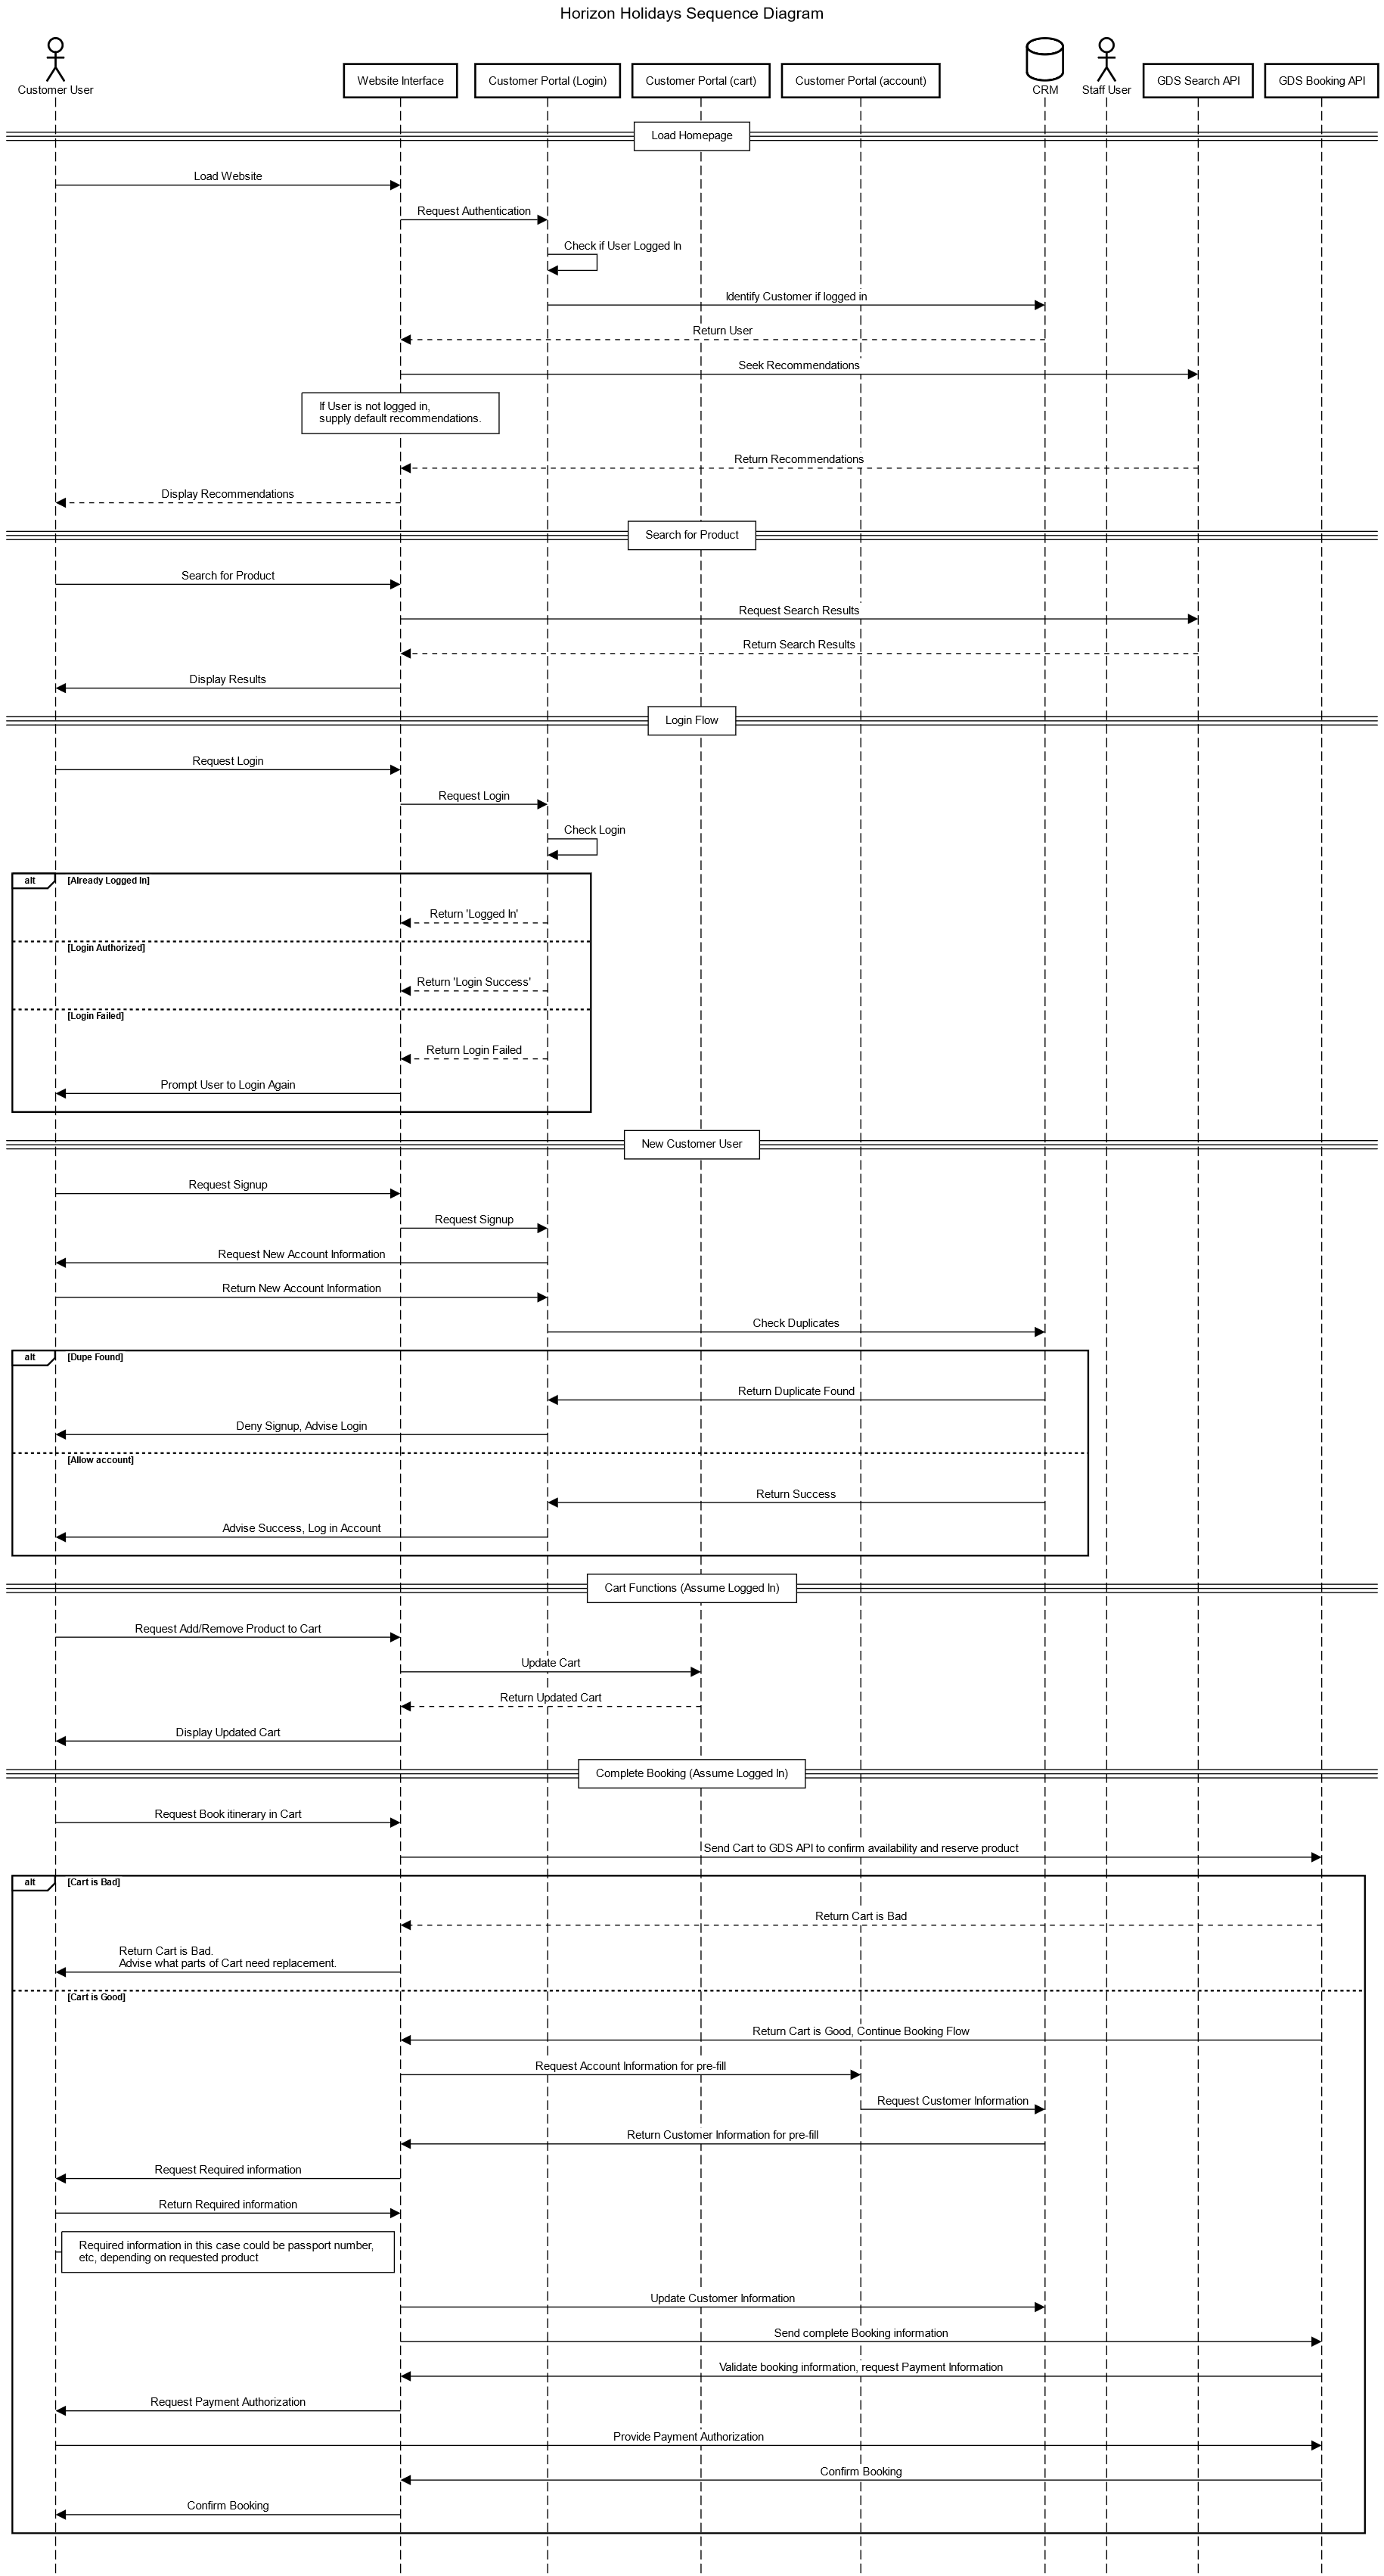 Horizon Holidays Sequence Diagram
Customer User
Website Interface
Customer Portal (Login)
Customer Portal (cart)
Customer Portal (account)
CRM
Staff User
GDS Search API
GDS Booking API
Load Homepage
Load Website
Request Authentication
Check if User Logged In
Identify Customer if logged in
Return User
Seek Recommendations
If User is not logged in,
supply default recommendations.
Return Recommendations
Display Recommendations
Search for Product
Search for Product
Request Search Results
Return Search Results
Display Results
Login Flow
Request Login
Request Login
Check Login
alt
[Already Logged In]
Return 'Logged In'
[Login Authorized]
Return 'Login Success'
[Login Failed]
Return Login Failed
Prompt User to Login Again
New Customer User
Request Signup
Request Signup
Request New Account Information
Return New Account Information
Check Duplicates
alt
[Dupe Found]
Return Duplicate Found
Deny Signup, Advise Login
[Allow account]
Return Success
Advise Success, Log in Account
Cart Functions (Assume Logged In)
Request Add/Remove Product to Cart
Update Cart
Return Updated Cart
Display Updated Cart
Complete Booking (Assume Logged In)
Request Book itinerary in Cart
Send Cart to GDS API to confirm availability and reserve product
alt
[Cart is Bad]
Return Cart is Bad
Return Cart is Bad.
Advise what parts of Cart need replacement.
[Cart is Good]
Return Cart is Good, Continue Booking Flow
Request Account Information for pre-fill
Request Customer Information
Return Customer Information for pre-fill
Request Required information
Return Required information
Required information in this case could be passport number,
etc, depending on requested product
Update Customer Information
Send complete Booking information
Validate booking information, request Payment Information
Request Payment Authorization
Provide Payment Authorization
Confirm Booking
Confirm Booking